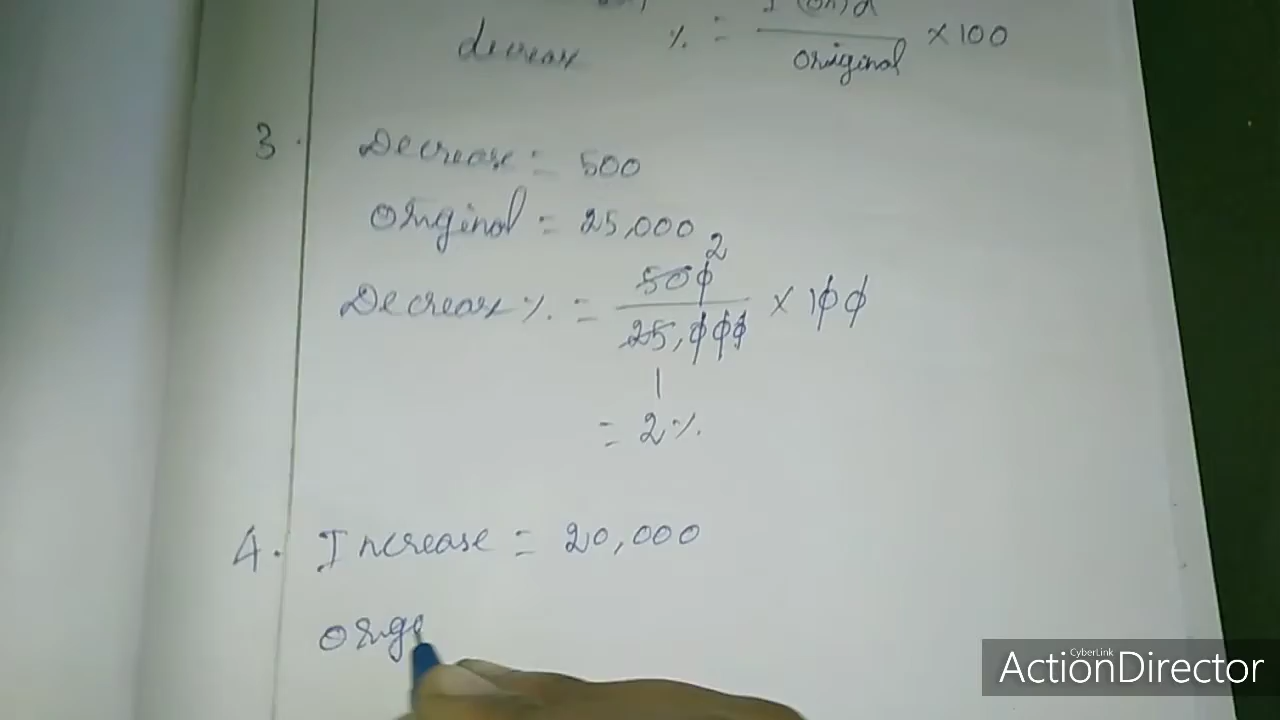 decrease % = / original × 100
3. Decrease = 500
Original = 25,000
2
Decrease % = 500 / 25,000 × 100
1
= 2%
4. Increase = 20,000
Orig
CyberLink
ActionDirector